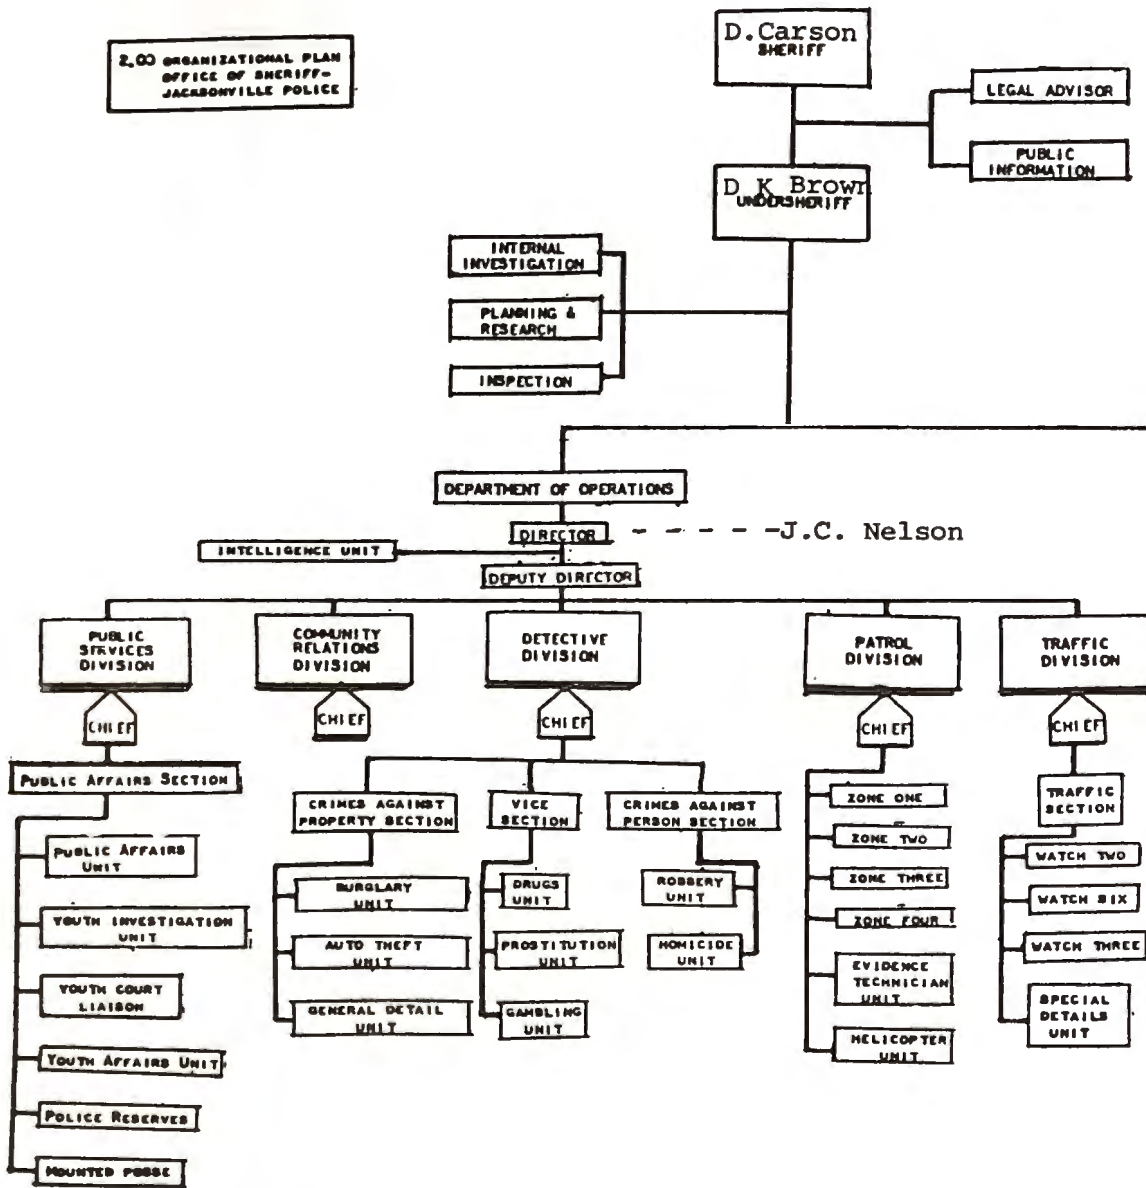 2.00 ORGANIZATIONAL PLAN
OFFICE OF SHERIFF-
JACKSONVILLE POLICE
D.Carson
SHERIFF
LEGAL ADVISOR
PUBLIC
INFORMATION
D K Brown
UNDERSHERIFF
INTERNAL
INVESTIGATION
PLANNING &
RESEARCH
INSPECTION
DEPARTMENT OF OPERATIONS
DIRECTOR - - - - -J.C. Nelson
INTELLIGENCE UNIT
DEPUTY DIRECTOR
PUBLIC
SERVICES
DIVISION
COMMUNITY
RELATIONS
DIVISION
DETECTIVE
DIVISION
PATROL
DIVISION
TRAFFIC
DIVISION
CHIEF
CHIEF
CHIEF
CHIEF
CHIEF
PUBLIC AFFAIRS SECTION
PUBLIC AFFAIRS
UNIT
YOUTH INVESTIGATION
UNIT
YOUTH COURT
LIAISON
YOUTH AFFAIRS UNIT
POLICE RESERVES
MOUNTED POSSE
CRIMES AGAINST
PROPERTY SECTION
BURGLARY
UNIT
AUTO THEFT
UNIT
GENERAL DETAIL
UNIT
VICE
SECTION
DRUGS
UNIT
PROSTITUTION
UNIT
GAMBLING
UNIT
CRIMES AGAINST
PERSON SECTION
ROBBERY
UNIT
HOMICIDE
UNIT
ZONE ONE
ZONE TWO
ZONE THREE
ZONE FOUR
EVIDENCE
TECHNICIAN
UNIT
HELICOPTER
UNIT
TRAFFIC
SECTION
WATCH TWO
WATCH SIX
WATCH THREE
SPECIAL
DETAILS
UNIT